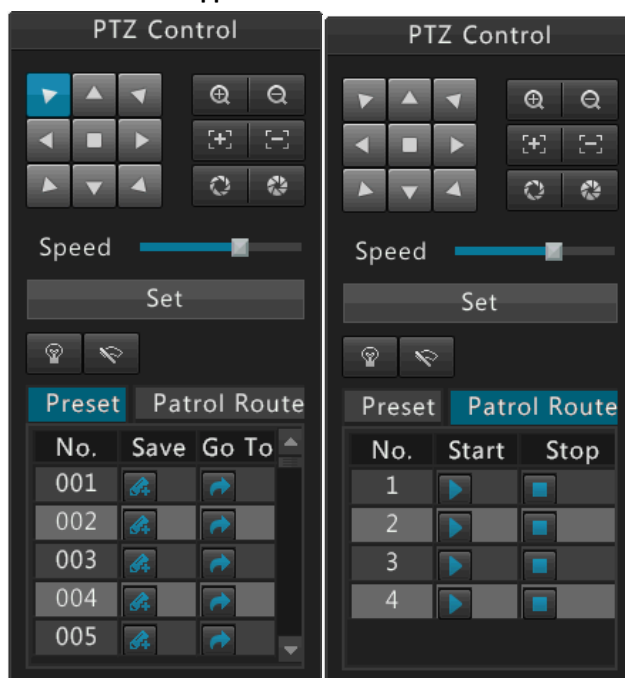 PTZ Control
Speed
Set
Preset Patrol Route
No. Save Go To
001
002
003
004
005
PTZ Control
Speed
Set
Preset Patrol Route
No. Start Stop
1
2
3
4